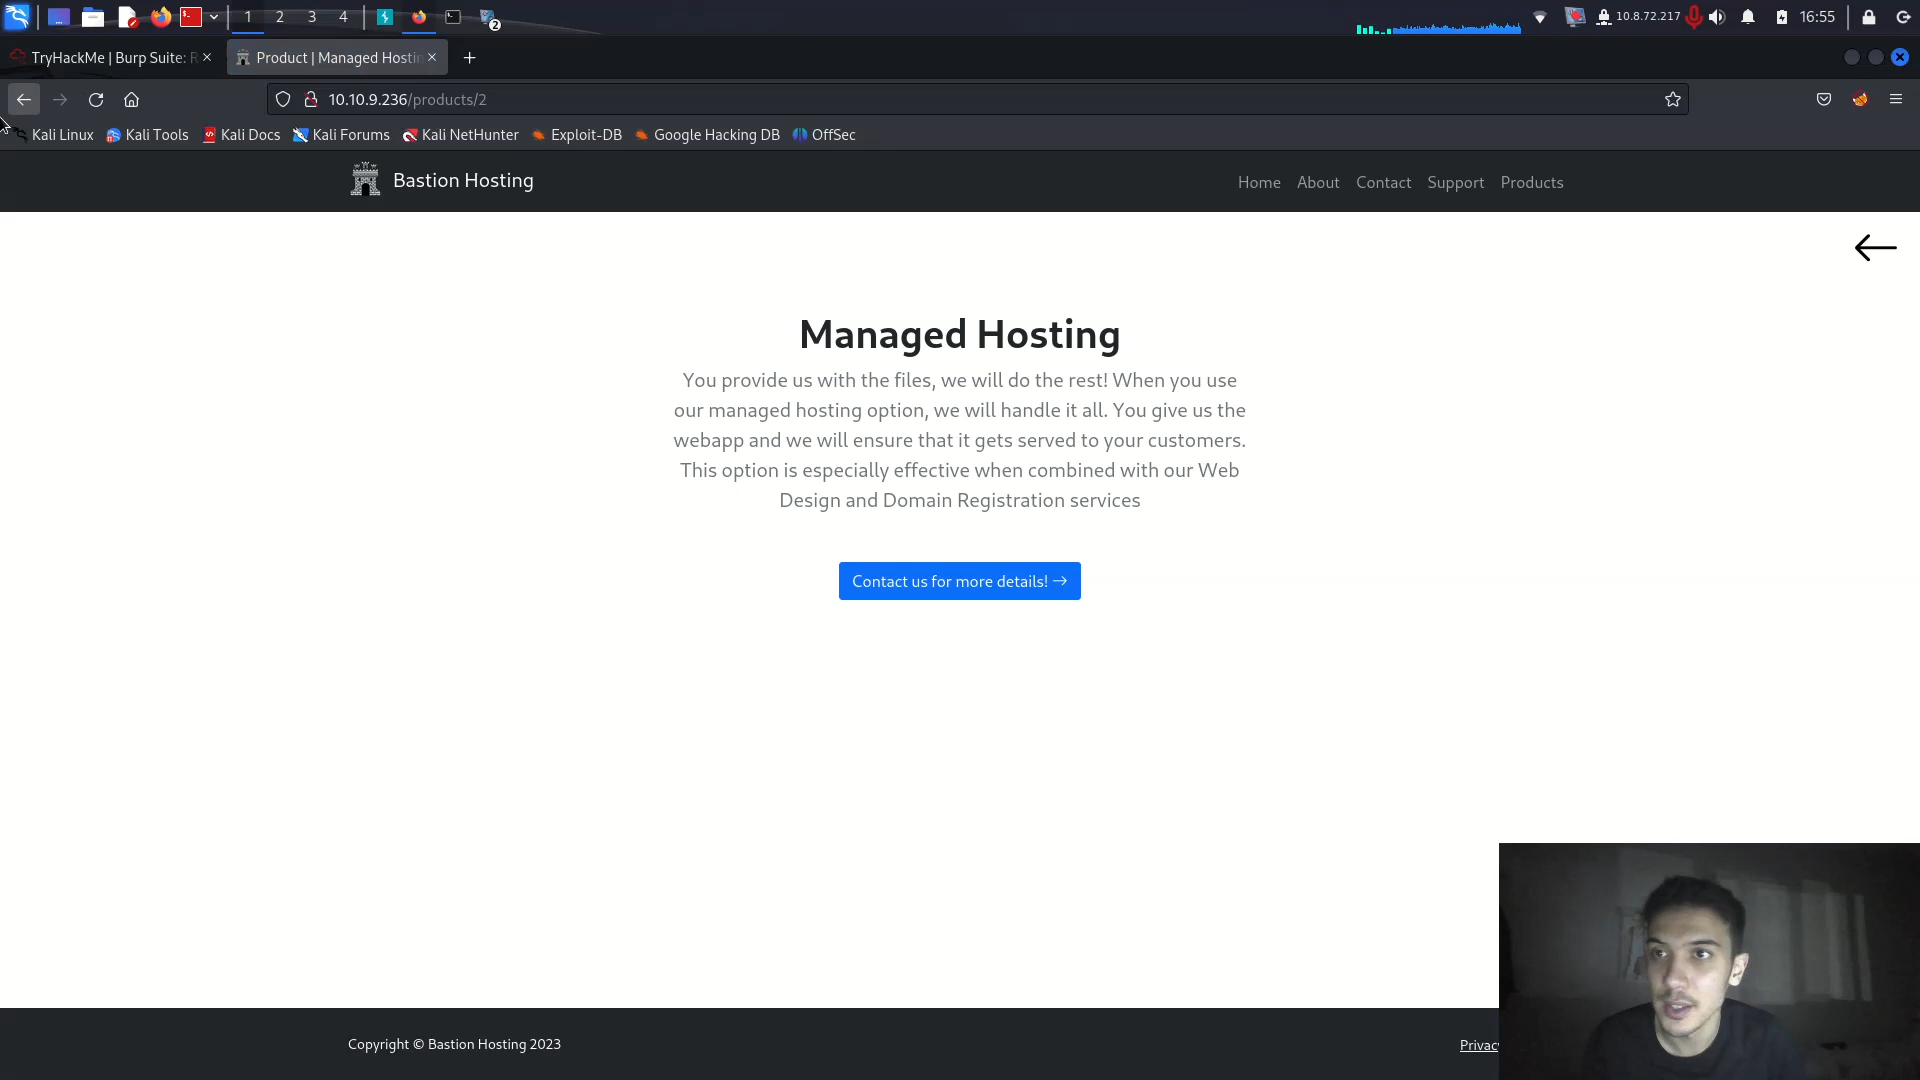 1
2
3
4
2
10.8.72.217
16:55
TryHackMe | Burp Suite: R
Product | Managed Hostin
10.10.9.236/products/2
Kali Linux
Kali Tools
Kali Docs
Kali Forums
Kali NetHunter
Exploit-DB
Google Hacking DB
OffSec
Bastion Hosting
Home
About
Contact
Support
Products
Managed Hosting
You provide us with the files, we will do the rest! When you use
our managed hosting option, we will handle it all. You give us the
webapp and we will ensure that it gets served to your customers.
This option is especially effective when combined with our Web
Design and Domain Registration services
Contact us for more details! →
Copyright © Bastion Hosting 2023
Privacy